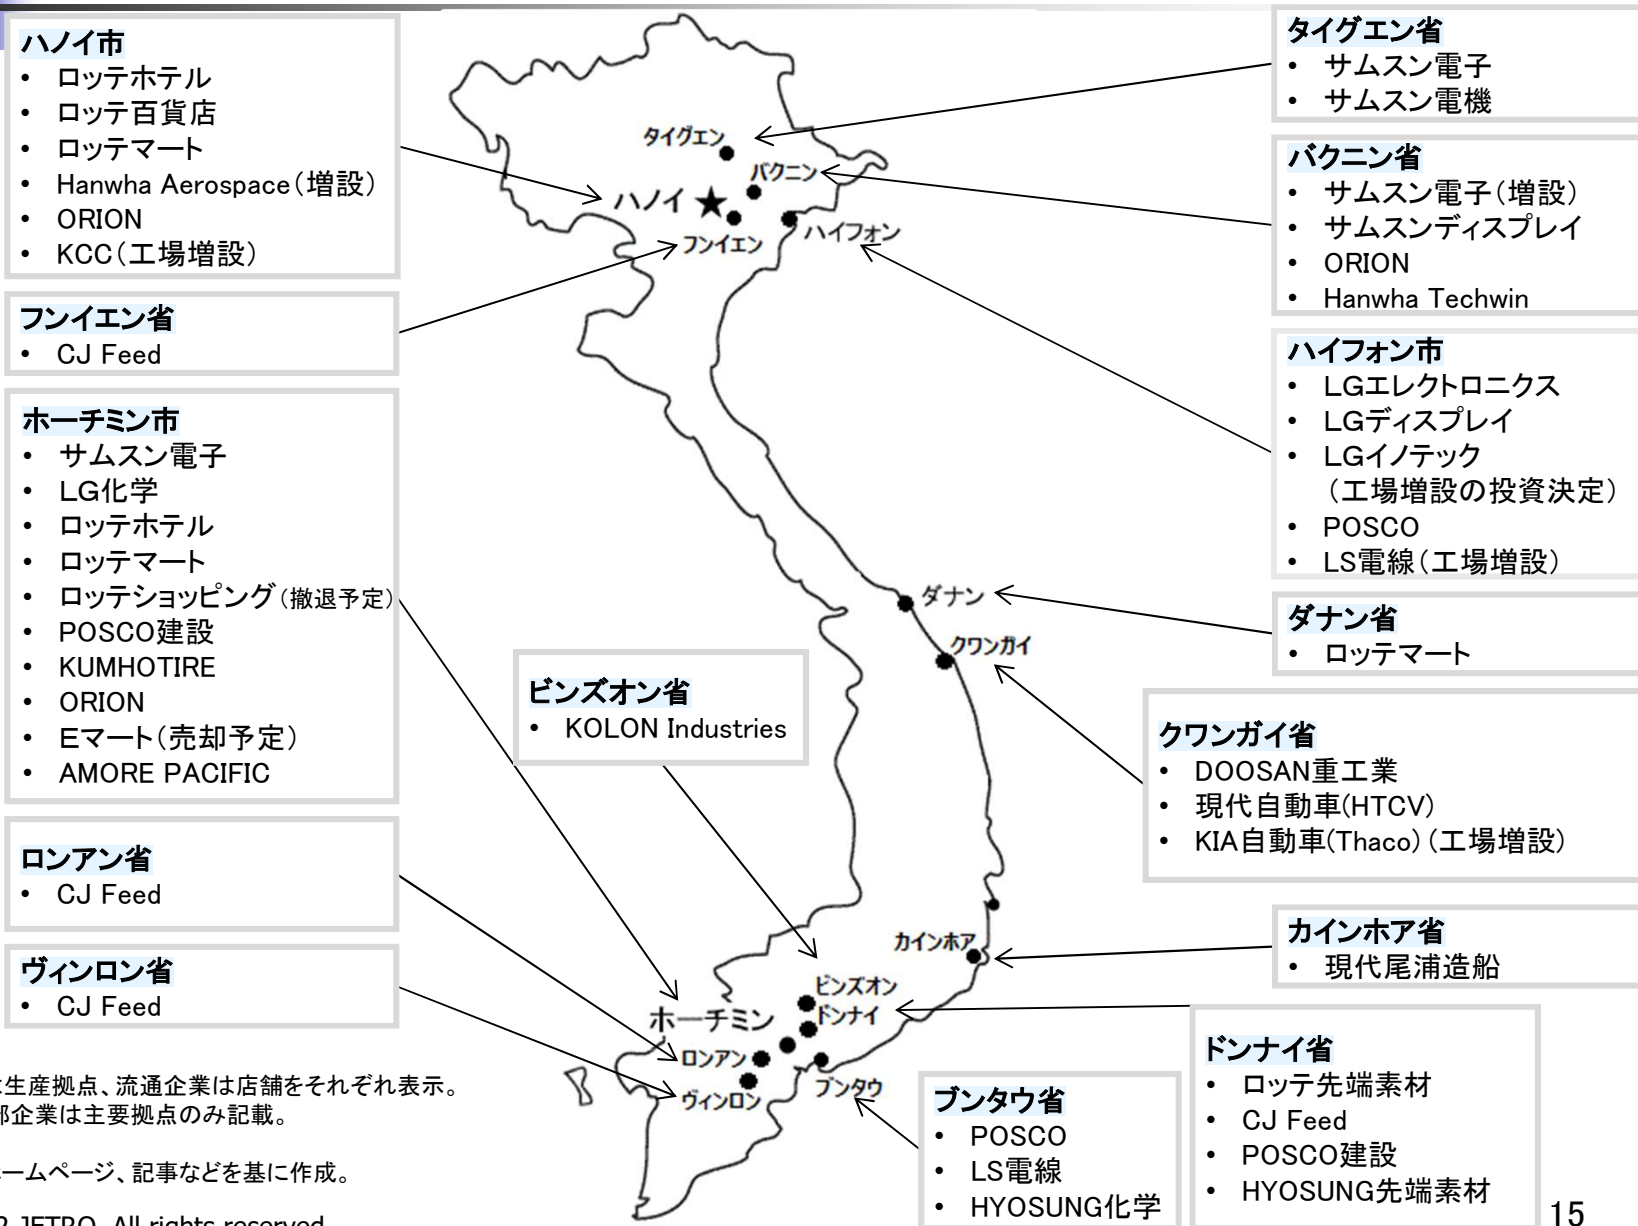 ハノイ市
• ロッテホテル
• ロッテ百貨店
• ロッテマート
• Hanwha Aerospace(増設)
• ORION
• KCC(工場増設)
フンイエン省
• CJ Feed
ホーチミン市
• サムスン電子
• LG化学
• ロッテホテル
• ロッテマート
• ロッテショッピング(撤退予定)
• POSCO建設
• KUMHOTIRE
• ORION
• Eマート(売却予定)
• AMORE PACIFIC
ロンアン省
• CJ Feed
ヴィンロン省
• CJ Feed
ビンズオン省
• KOLON Industries
タイグエン
バクニン
ハノイ
フンイエン
ハイフォン
ダナン
クワンガイ
カインホア
ビンズオン
ドンナイ
ホーチミン
ロンアン
ヴィンロン
ブンタウ
タイグエン省
• サムスン電子
• サムスン電機
バクニン省
• サムスン電子(増設)
• サムスンディスプレイ
• ORION
• Hanwha Techwin
ハイフォン市
• LGエレクトロニクス
• LGディスプレイ
• LGイノテック
(工場増設の投資決定)
• POSCO
• LS電線(工場増設)
ダナン省
• ロッテマート
クワンガイ省
• DOOSAN重工業
• 現代自動車(HTCV)
• KIA自動車(Thaco)(工場増設)
カインホア省
• 現代尾浦造船
ドンナイ省
• ロッテ先端素材
• CJ Feed
• POSCO建設
• HYOSUNG先端素材
ブンタウ省
• POSCO
• LS電線
• HYOSUNG化学
生産拠点、流通企業は店舗をそれぞれ表示。
企業は主要拠点のみ記載。
ホームページ、記事などを基に作成。
JETRO. All rights reserved
15